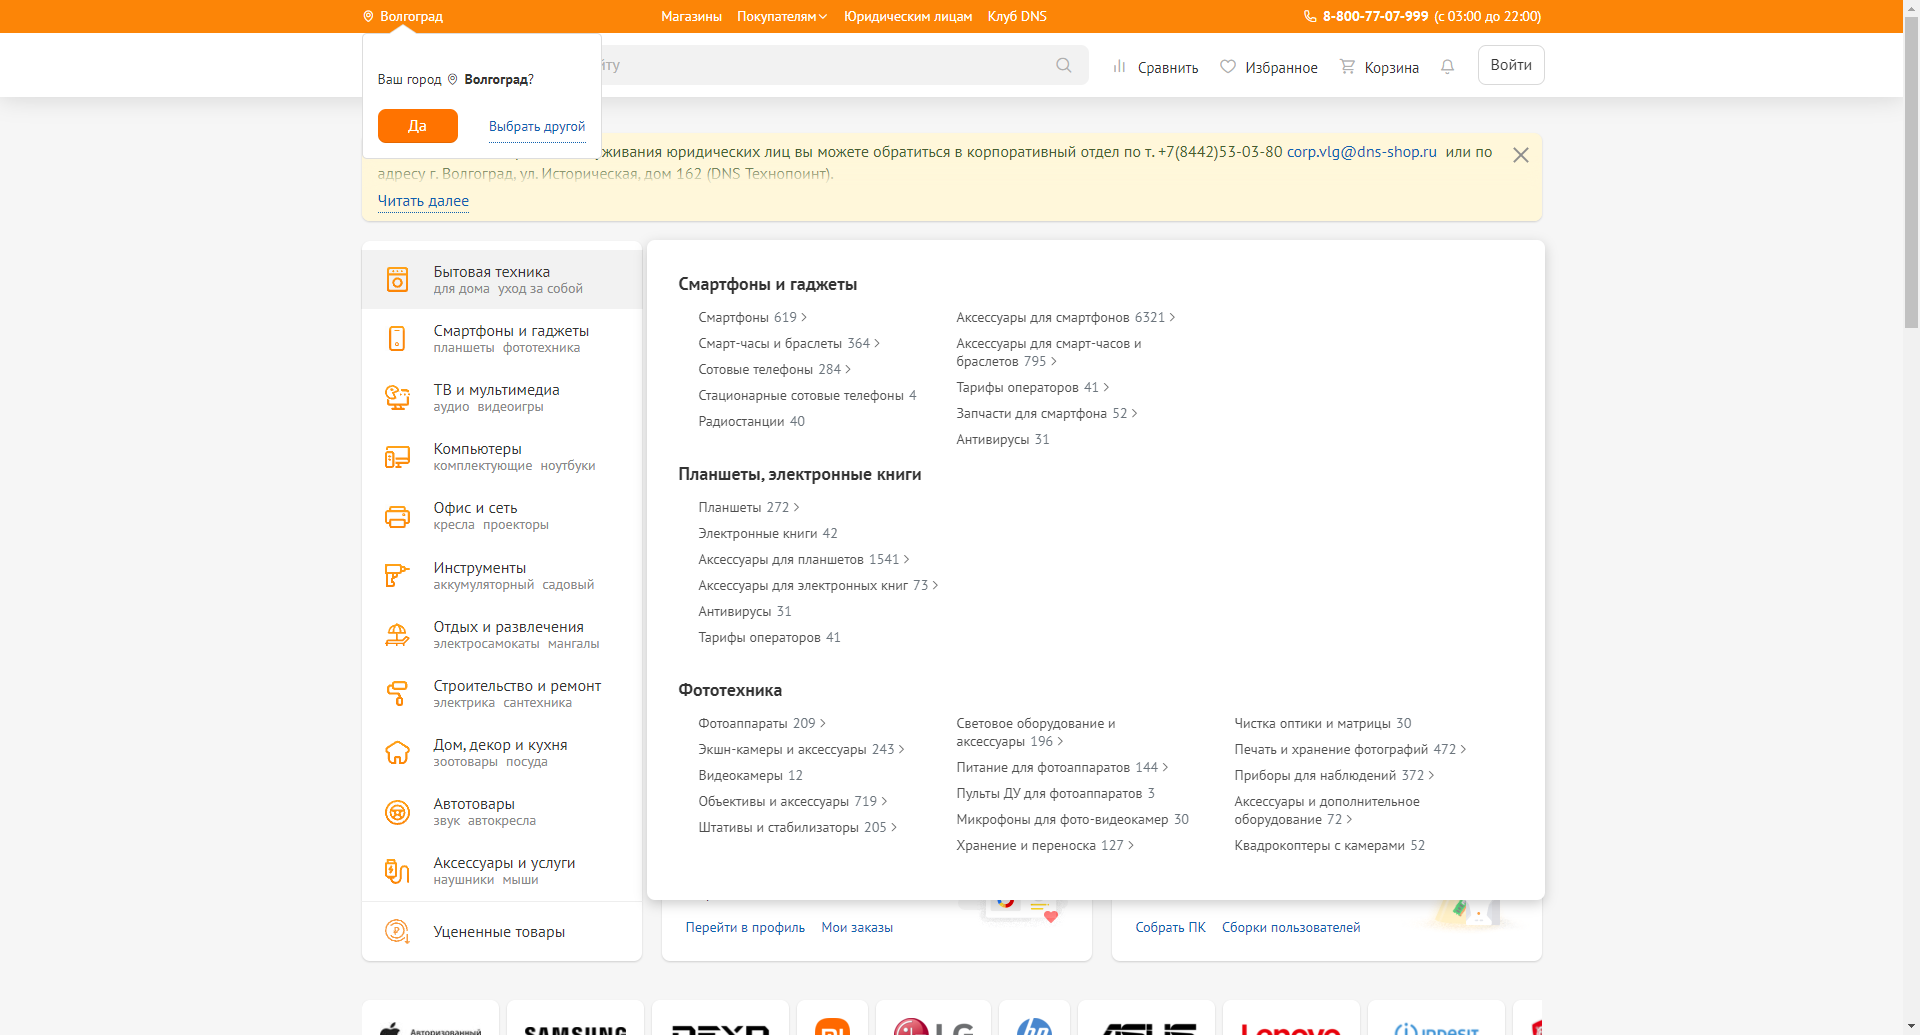 Волгоград
Магазины Покупателям Юридическим лицам Клуб DNS
8-800-77-07-999 (с 03:00 до 22:00)
Ваш город Волгоград?
Да
Выбрать другой
Сравнить
Избранное
Корзина
Войти
юридических лиц вы можете обратиться в корпоративный отдел по т. +7(8442)53-03-80 corp.vlg@dns-shop.ru или по
адресу г. Волгоград, ул. Историческая, дом 162 (DNS Технопоинт).
Читать далее
Бытовая техника
для дома уход за собой
Смартфоны и гаджеты
планшеты фототехника
ТВ и мультимедиа
аудио видеоигры
Компьютеры
комплектующие ноутбуки
Офис и сеть
кресла проекторы
Инструменты
аккумуляторный садовый
Отдых и развлечения
электросамокаты мангалы
Строительство и ремонт
электрика сантехника
Дом, декор и кухня
зоотовары посуда
Автотовары
звук автокресла
Аксессуары и услуги
наушники мыши
Уцененные товары
Смартфоны и гаджеты
Смартфоны 619
Смарт-часы и браслеты 364
Сотовые телефоны 284
Стационарные сотовые телефоны 4
Радиостанции 40
Аксессуары для смартфонов 6321
Аксессуары для смарт-часов и
браслетов 795
Тарифы операторов 41
Запчасти для смартфона 52
Антивирусы 31
Планшеты, электронные книги
Планшеты 272
Электронные книги 42
Аксессуары для планшетов 1541
Аксессуары для электронных книг 73
Антивирусы 31
Тарифы операторов 41
Фототехника
Фотоаппараты 209
Экшн-камеры и аксессуары 243
Видеокамеры 12
Объективы и аксессуары 719
Штативы и стабилизаторы 205
Световое оборудование и
аксессуары 196
Питание для фотоаппаратов 144
Пульты ДУ для фотоаппаратов 3
Микрофоны для фото-видеокамер 30
Хранение и переноска 127
Чистка оптики и матрицы 30
Печать и хранение фотографий 472
Приборы для наблюдений 372
Аксессуары и дополнительное
оборудование 72
Квадрокоптеры с камерами 52
Перейти в профиль Мои заказы
Собрать ПК Сборки пользователей
Авторизованный
SAMSUNG
DEXP
LG
hp
ASUS
Lenovo
indesit